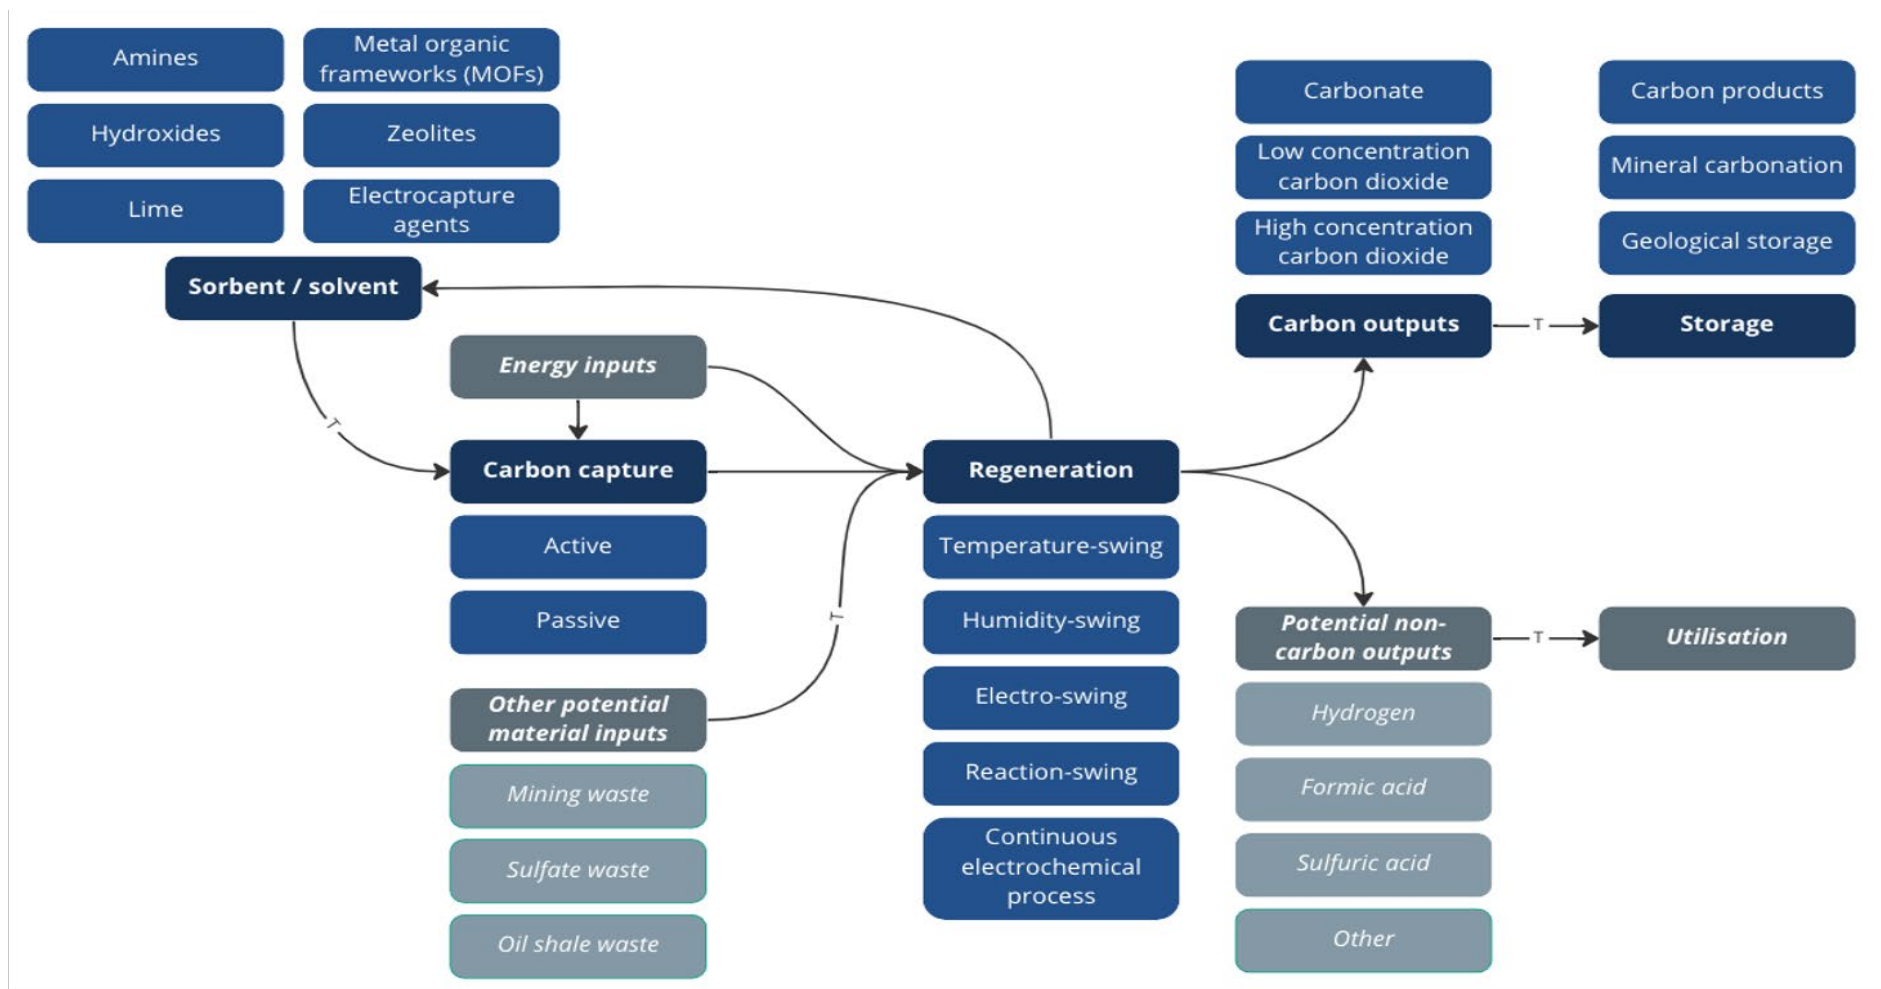 Amines
Metal organic
frameworks (MOFs)
Hydroxides
Zeolites
Lime
Electrocapture
agents
Sorbent / solvent
T
Energy inputs
Carbon capture
Active
Passive
Other potential
material inputs
Mining waste
Sulfate waste
Oil shale waste
T
Regeneration
Temperature-swing
Humidity-swing
Electro-swing
Reaction-swing
Continuous
electrochemical
process
Carbonate
Low concentration
carbon dioxide
High concentration
carbon dioxide
Carbon outputs
T
Carbon products
Mineral carbonation
Geological storage
Storage
Potential non-
carbon outputs
T
Utilisation
Hydrogen
Formic acid
Sulfuric acid
Other